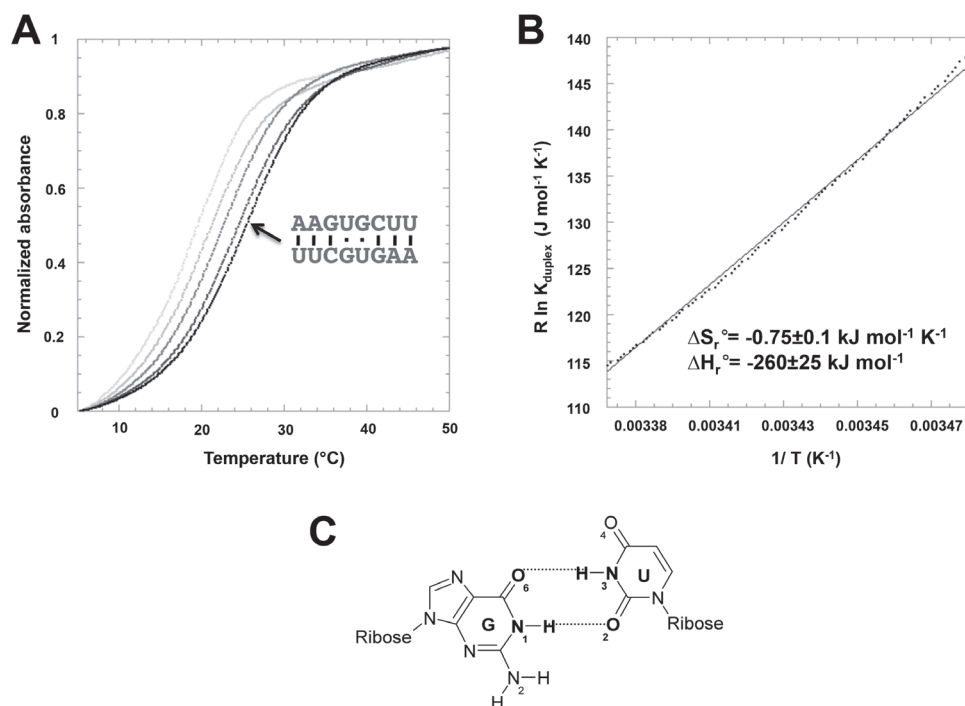 A
Normalized absorbance
1
0.8
0.6
0.4
0.2
0
10
20
30
40
50
Temperature (°C)
AAGUGCUU
UUCGUGAA
B
R ln Kduplex (J mol-1 K-1)
140
145
140
135
130
125
120
115
110
0.00338
0.00341
0.00343
0.00345
0.00347
1/ T (K-1)
ΔSr°= -0.75±0.1 kJ mol-1 K-1
ΔHr°= -260±25 kJ mol-1
C
O
4
N
O
6
H
N
3
U
N
Ribose
G
N
1
H
O
2
N
Ribose
N
N
2
H
H